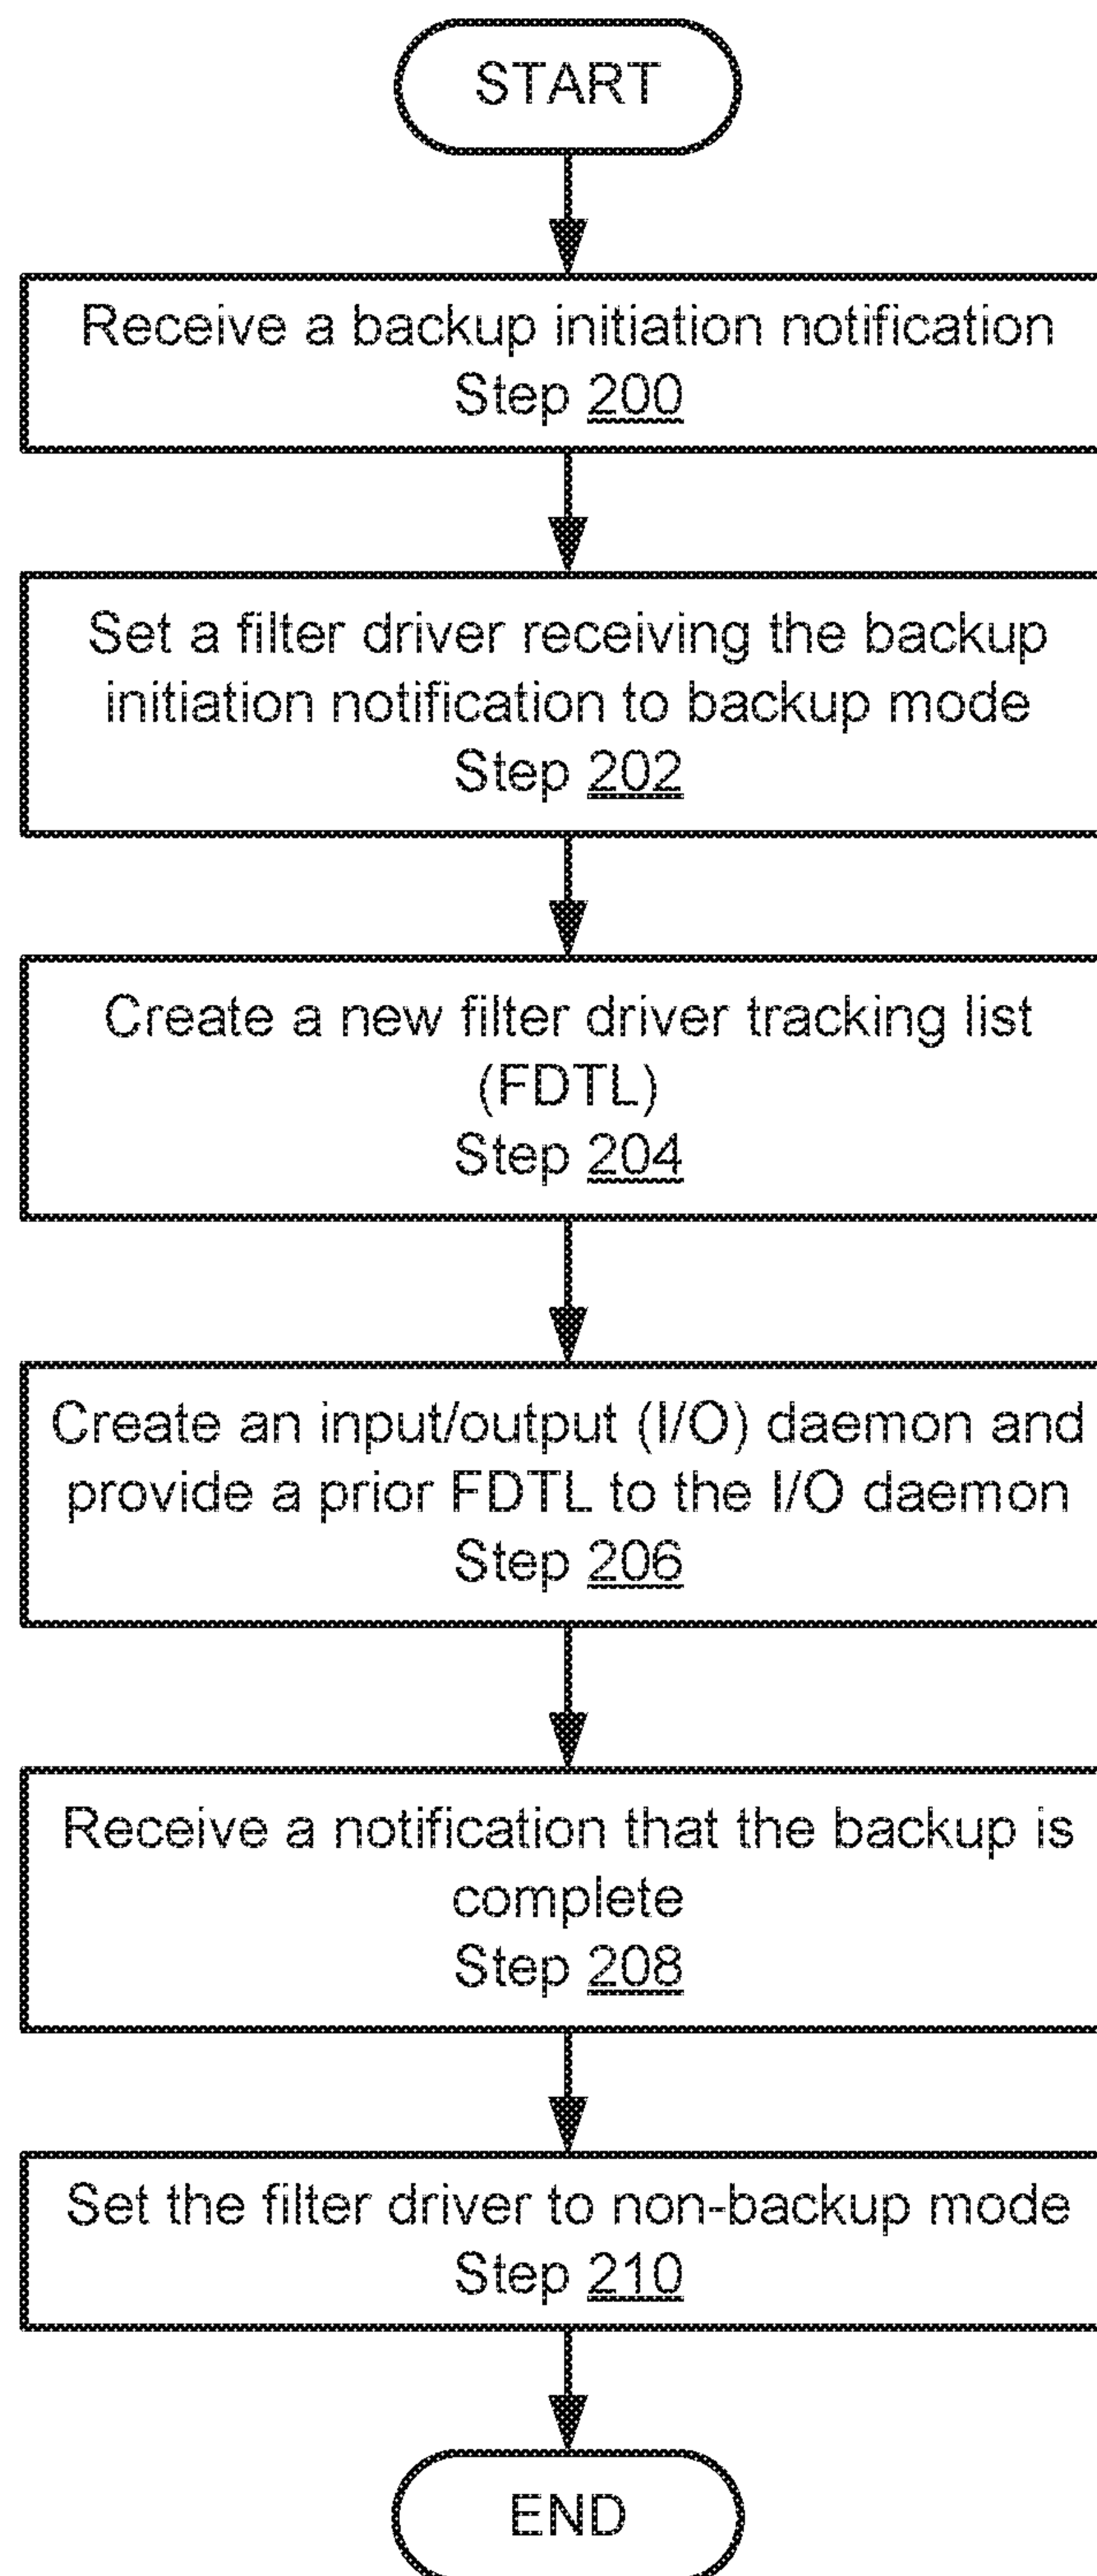 START
Receive a backup initiation notification
Step 200
Set a filter driver receiving the backup
initiation notification to backup mode
Step 202
Create a new filter driver tracking list
(FDTL)
Step 204
Create an input/output (I/O) daemon and
provide a prior FDTL to the I/O daemon
Step 206
Receive a notification that the backup is
complete
Step 208
Set the filter driver to non-backup mode
Step 210
END